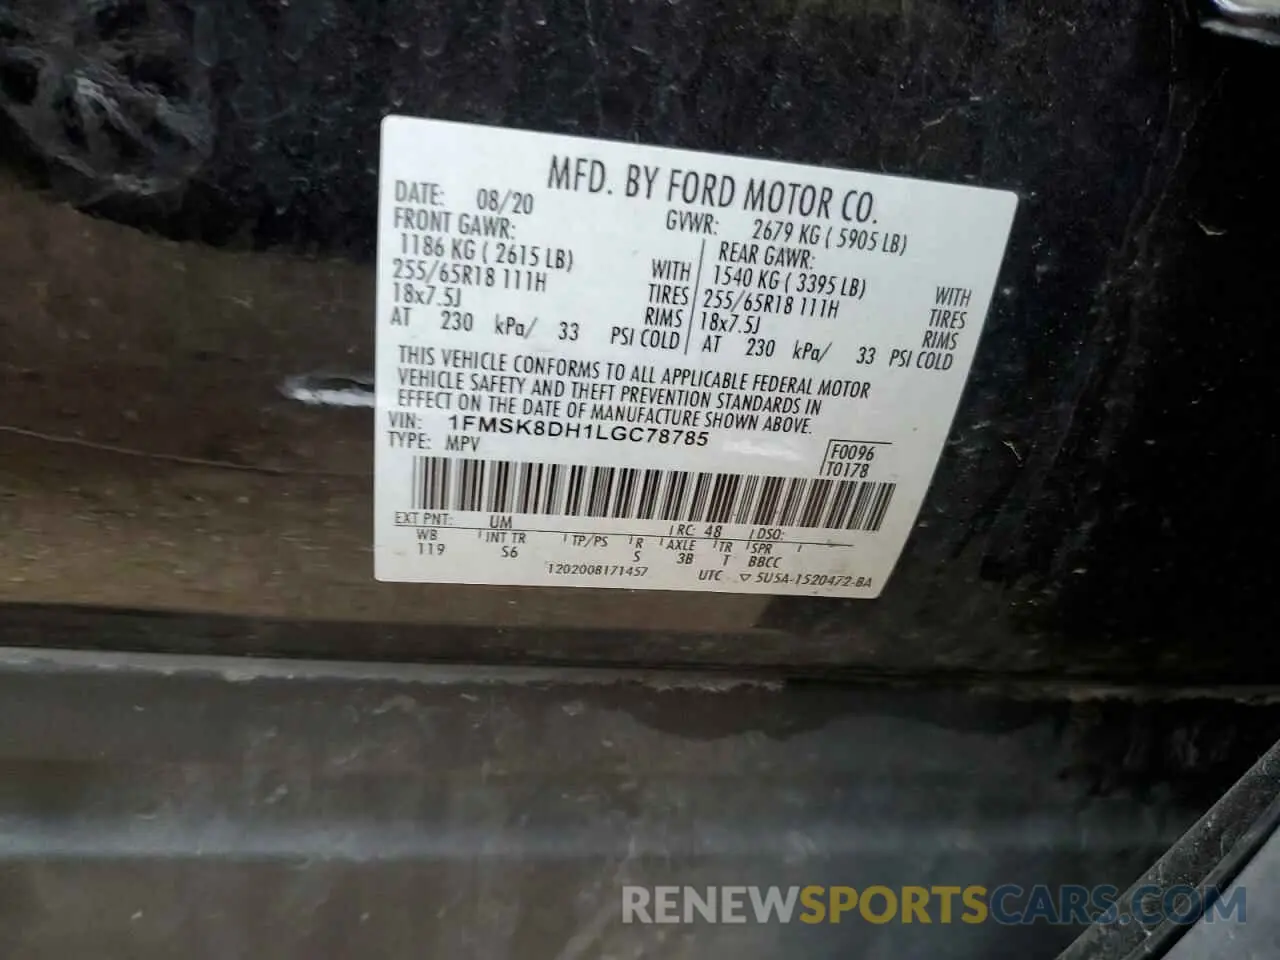 MFD. BY FORD MOTOR CO.
DATE: 08/20 GVWR: 2679 KG ( 5905 LB)
FRONT GAWR: REAR GAWR:
1186 KG ( 2615 LB) WITH 1540 KG ( 3395 LB) WITH
255/65R18 111H TIRES 255/65R18 111H TIRES
18x7.5J RIMS 18x7.5J RIMS
AT 230 kPa/ 33 PSI COLD AT 230 kPa/ 33 PSI COLD
THIS VEHICLE CONFORMS TO ALL APPLICABLE FEDERAL MOTOR
VEHICLE SAFETY AND THEFT PREVENTION STANDARDS IN
EFFECT ON THE DATE OF MANUFACTURE SHOWN ABOVE.
VIN: 1FMSK8DH1LGC78785
TYPE: MPV
F0096
T0178
EXT PNT: UM RC: 48 DSO:
WB INT TR TP/PS R AXLE TR SPR
119 S6 S 3B T BBCC
1202008171457 UTC ▽ 5U5A-1520472-BA
RENEWSPORTSCARS.COM